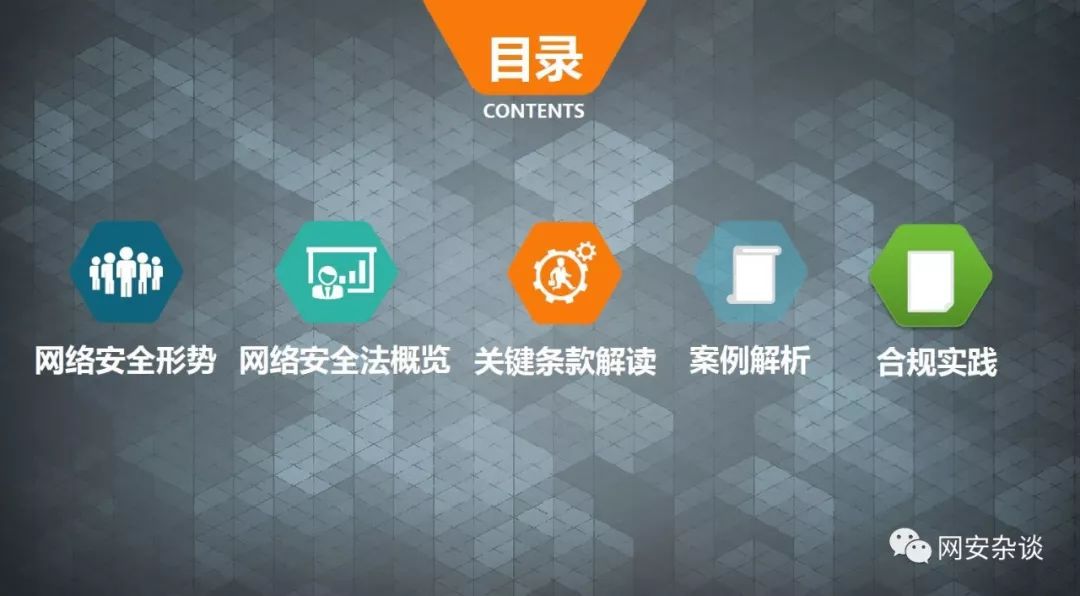 目录
CONTENTS
网络安全形势
网络安全法概览
关键条款解读
案例解析
合规实践
网安杂谈